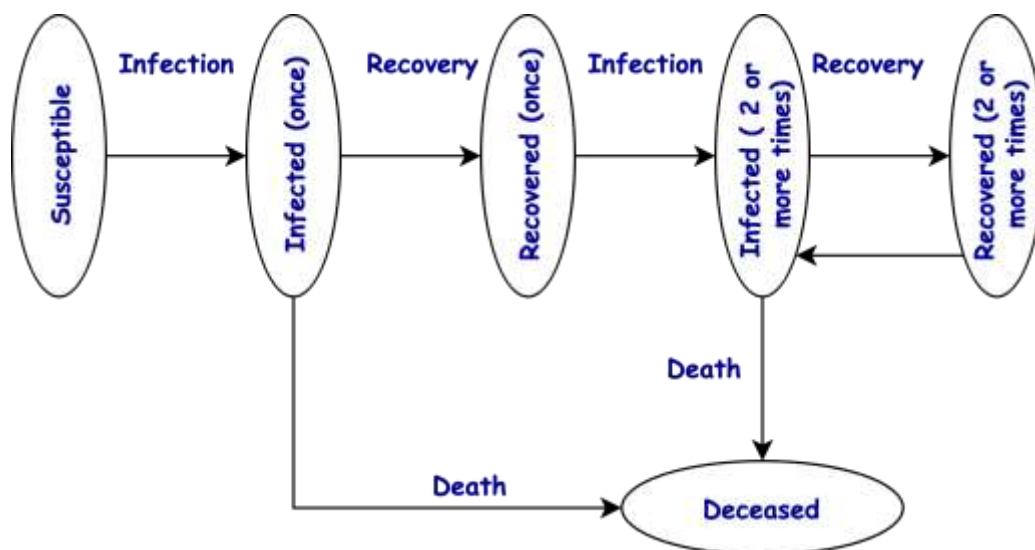 Susceptible
Infection
Infected (once)
Recovery
Recovered (once)
Infection
Infected ( 2 or
more times)
Recovery
Recovered (2 or
more times)
Death
Death
Deceased